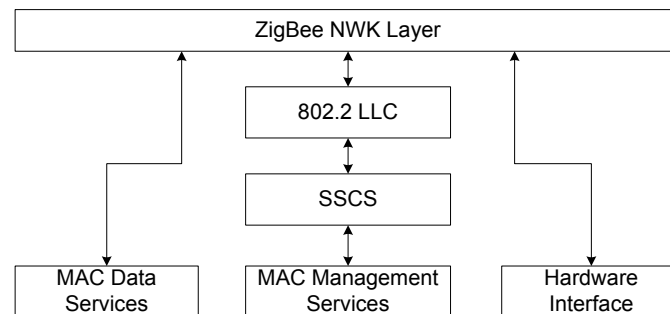 ZigBee NWK Layer
802.2 LLC
SSCS
MAC Data
Services
MAC Management
Services
Hardware
Interface